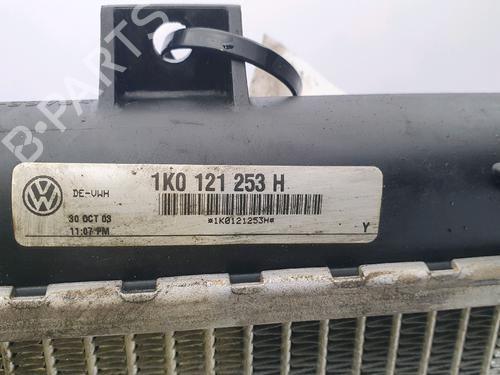 B-PARTS
1K0 121 253 H
DE-VWH
30 OCT 03
*1K0121253H*
11:07 PM
Y